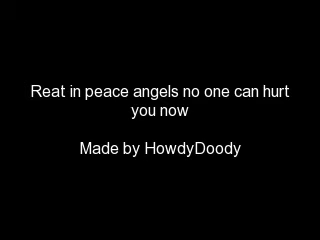 Reat in peace angels no one can hurt
you now
Made by HowdyDoody